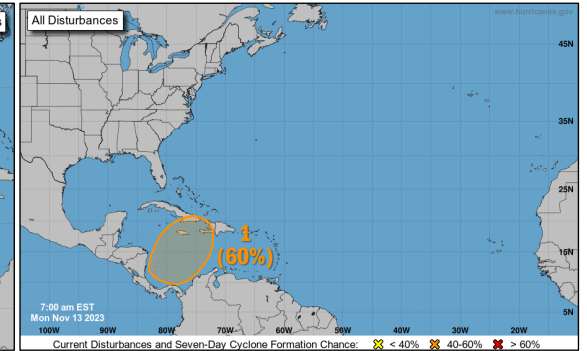 s
All Disturbances
www.hurricanes.gov
45N
35N
25N
20N
15N
5N
1
(60%)
7:00 am EST
Mon Nov 13 2023
100W 90W 80W 70W 60W 50W 40W 30W 20W
Current Disturbances and Seven-Day Cyclone Formation Chance: < 40% 40-60% > 60%